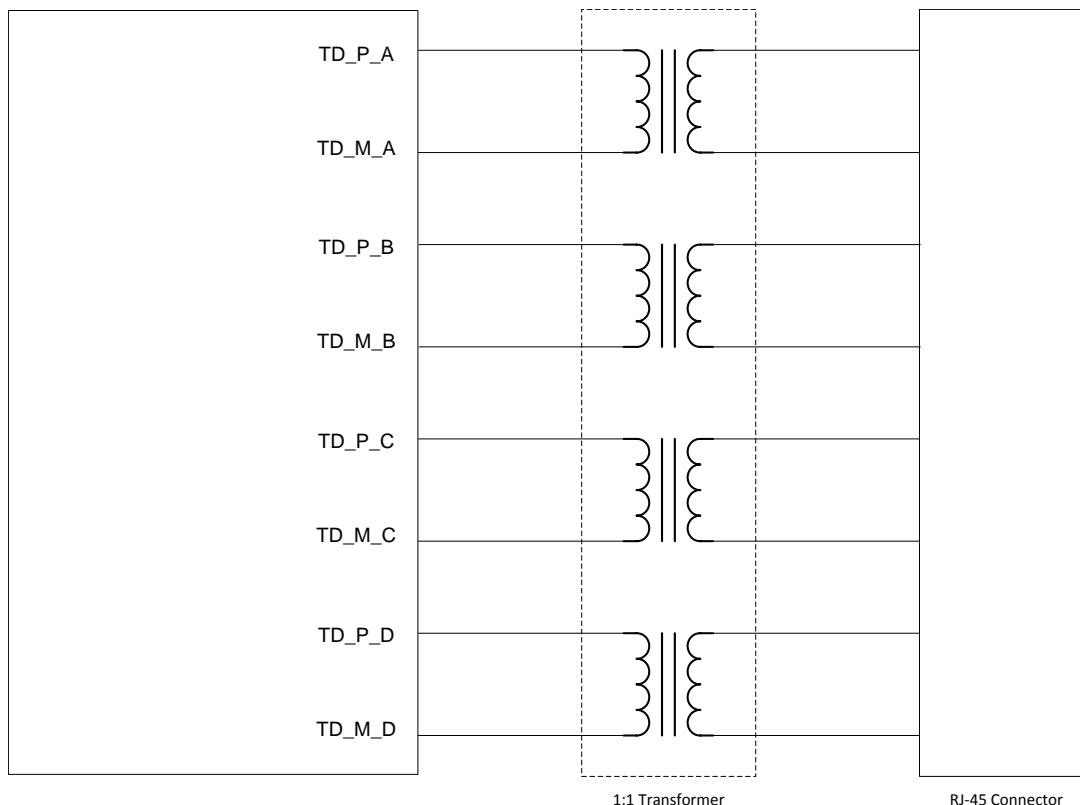 TD_P_A
TD_M_A
TD_P_B
TD_M_B
TD_P_C
TD_M_C
TD_P_D
TD_M_D
1:1 Transformer
RJ-45 Connector